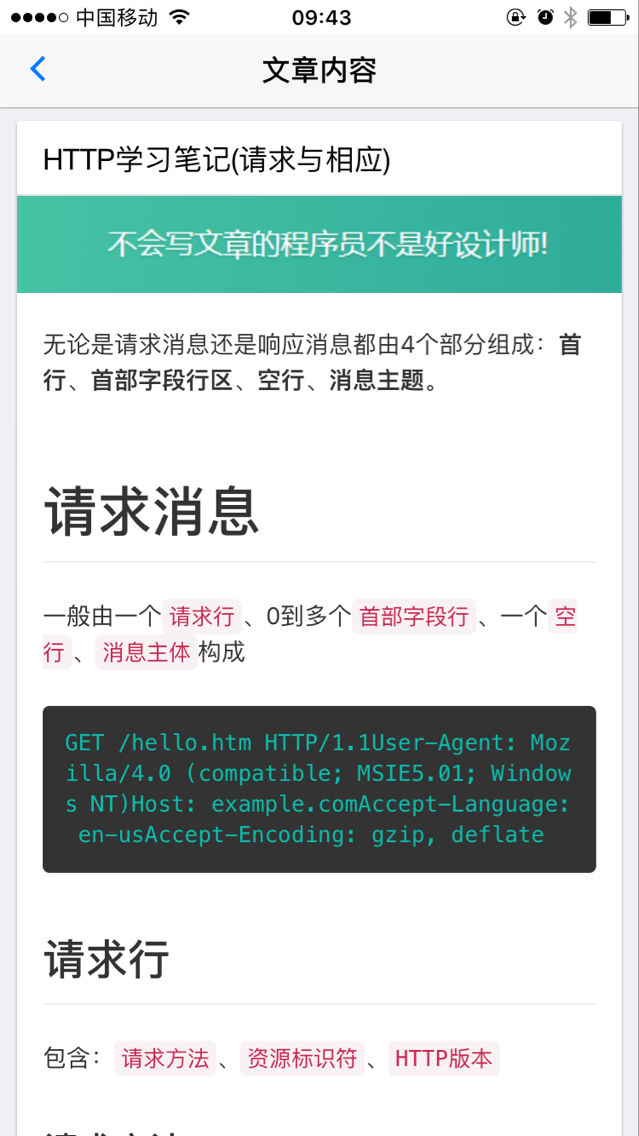 中国移动 09:43
文章内容
HTTP学习笔记(请求与相应)
不会写文章的程序员不是好设计师!
无论是请求消息还是响应消息都由4个部分组成：首
行、首部字段行区、空行、消息主题。
请求消息
一般由一个 请求行 、0到多个 首部字段行 、一个 空
行 、 消息主体 构成
GET /hello.htm HTTP/1.1User-Agent: Moz
illa/4.0 (compatible; MSIE5.01; Window
s NT)Host: example.comAccept-Language:
en-usAccept-Encoding: gzip, deflate
请求行
包含： 请求方法 、 资源标识符 、 HTTP版本